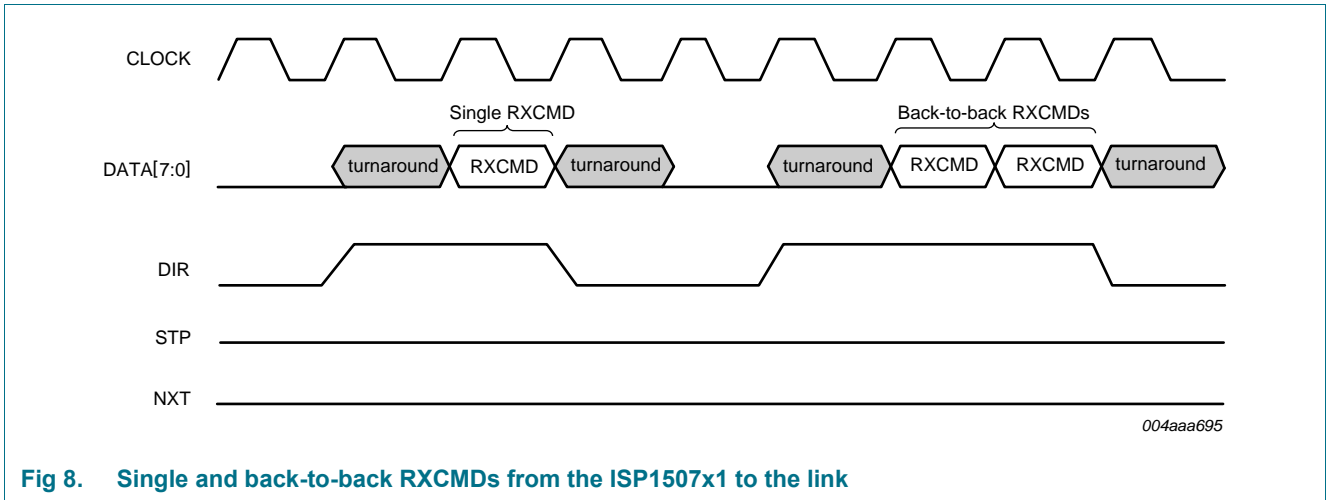 CLOCK
Single RXCMD
Back-to-back RXCMDs
DATA[7:0]
turnaround
RXCMD
turnaround
turnaround
RXCMD
RXCMD
turnaround
DIR
STP
NXT
004aaa695
Fig 8. Single and back-to-back RXCMDs from the ISP1507x1 to the link